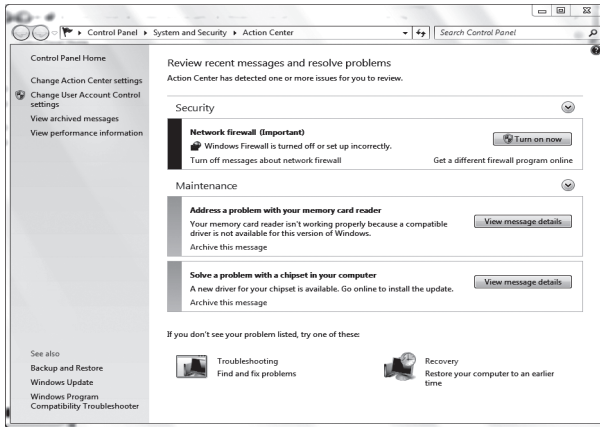 Control Panel ▸ System and Security ▸ Action Center
Search Control Panel
Control Panel Home
Change Action Center settings
Change User Account Control
settings
View archived messages
View performance information
Review recent messages and resolve problems
Action Center has detected one or more issues for you to review.
Security
Network firewall (Important)
Windows Firewall is turned off or set up incorrectly.
Turn on now
Turn off messages about network firewall
Get a different firewall program online
Maintenance
Address a problem with your memory card reader
Your memory card reader isn't working properly because a compatible
driver is not available for this version of Windows.
View message details
Archive this message
Solve a problem with a chipset in your computer
A new driver for your chipset is available. Go online to install the update.
View message details
Archive this message
If you don't see your problem listed, try one of these:
Troubleshooting
Find and fix problems
Recovery
Restore your computer to an earlier
time
See also
Backup and Restore
Windows Update
Windows Program
Compatibility Troubleshooter